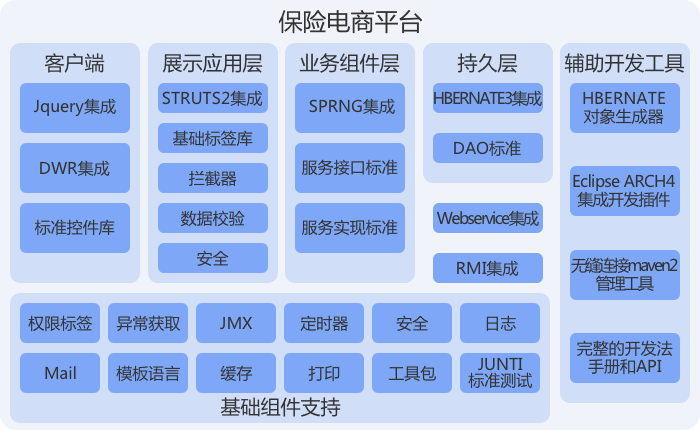 保险电商平台
客户端
Jquery集成
DWR集成
标准控件库
展示应用层
STRUTS2集成
基础标签库
拦截器
数据校验
安全
业务组件层
SPRNG集成
服务接口标准
服务实现标准
持久层
HBERNATE3集成
DAO标准
Webservice集成
RMI集成
辅助开发工具
HBERNATE
对象生成器
Eclipse ARCH4
集成开发插件
无缝连接maven2
管理工具
完整的开发法
手册和API
权限标签
异常获取
JMX
定时器
安全
日志
Mail
模板语言
缓存
打印
工具包
JUNTI
标准测试
基础组件支持